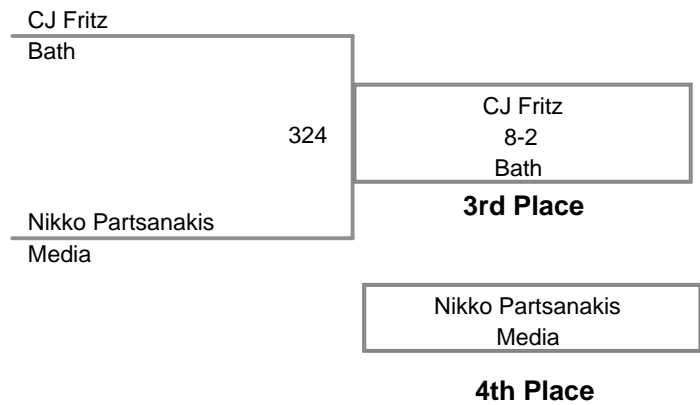 CJ Fritz
Bath
324
CJ Fritz
8-2
Bath
3rd Place
Nikko Partsanakis
Media
Nikko Partsanakis
Media
4th Place